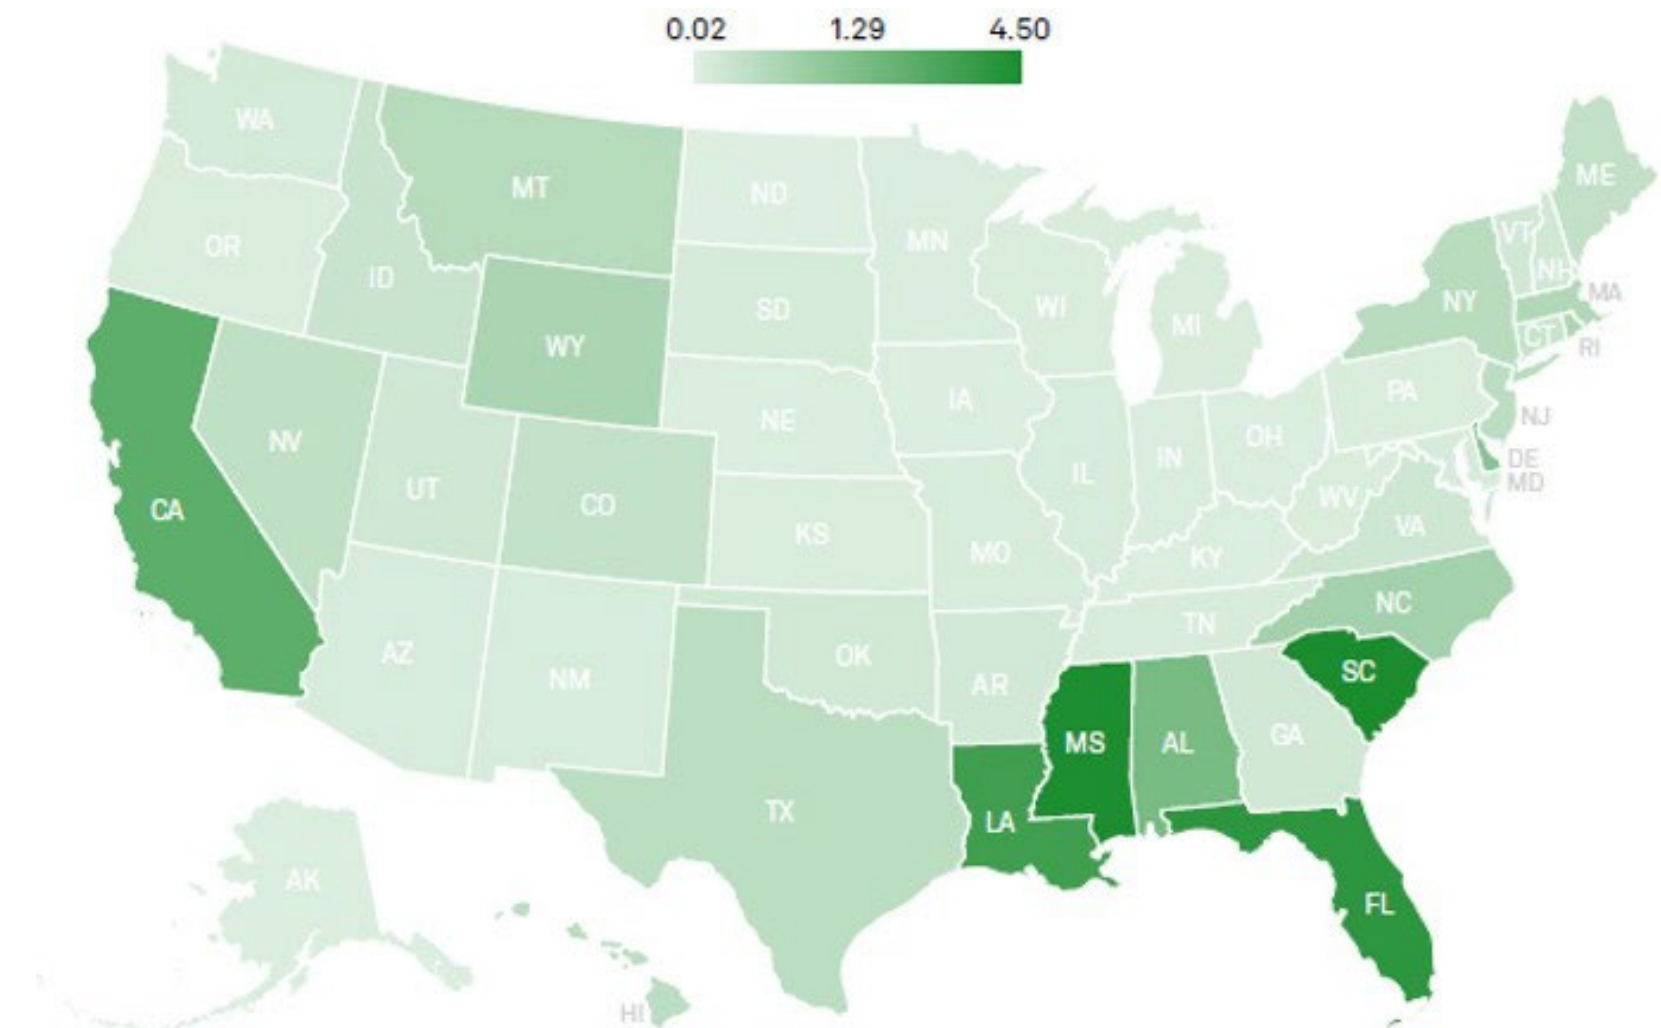 0.02 1.29 4.50
WA
MT
ND
MN
ME
OR
ID
SD
WI
MI
VT
NH
NY
MA
WY
CT
RI
IA
NE
PA
NJ
NV
IL
IN
OH
DE
MD
UT
CO
KS
MO
WV
VA
CA
KY
NC
AZ
NM
OK
TN
AR
SC
MS
AL
GA
TX
LA
AK
FL
HI